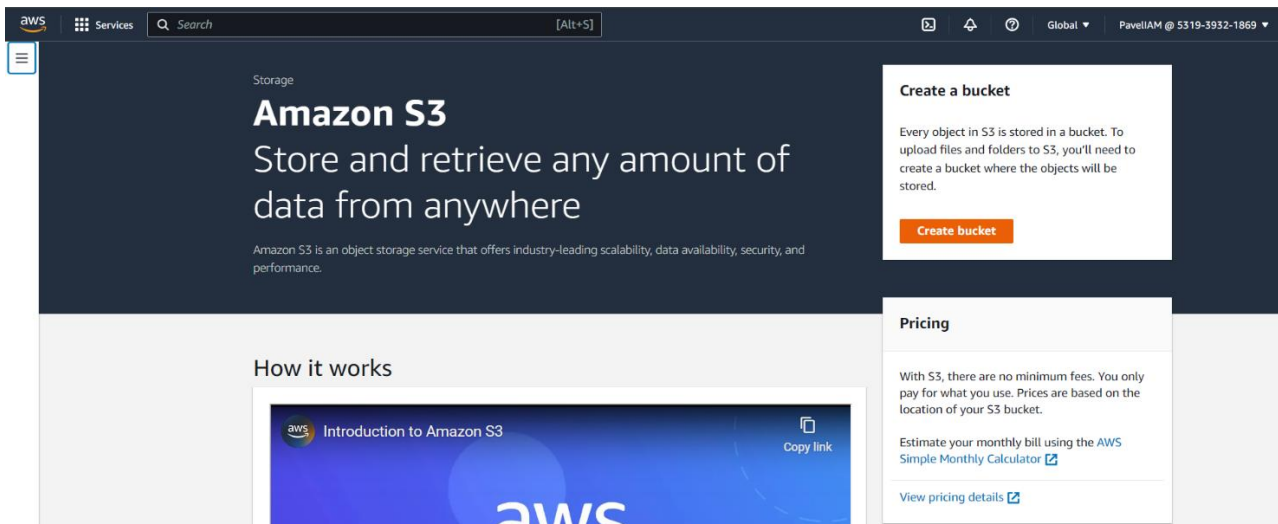 aws
Services
Search
[Alt+S]
Global
PavelIAM @ 5319-3932-1869
Storage
Amazon S3
Store and retrieve any amount of
data from anywhere
Amazon S3 is an object storage service that offers industry-leading scalability, data availability, security, and
performance.
Create a bucket
Every object in S3 is stored in a bucket. To
upload files and folders to S3, you'll need to
create a bucket where the objects will be
stored.
Create bucket
Pricing
With S3, there are no minimum fees. You only
pay for what you use. Prices are based on the
location of your S3 bucket.
Estimate your monthly bill using the AWS
Simple Monthly Calculator
View pricing details
How it works
aws
Introduction to Amazon S3
Copy link
aws